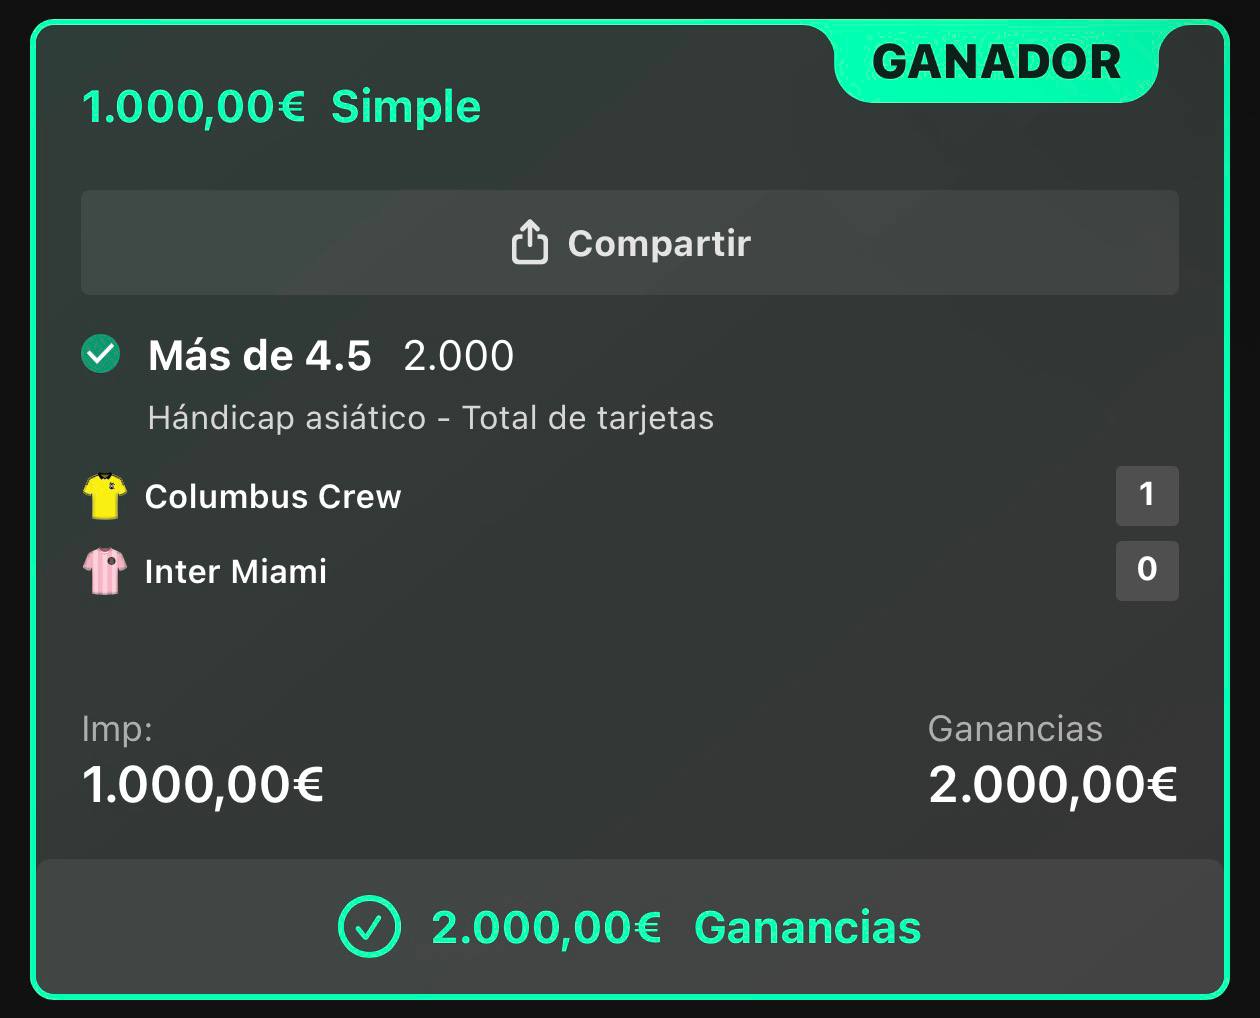 GANADOR
1.000,00€ Simple
Compartir
Más de 4.5 2.000
Hándicap asiático - Total de tarjetas
Columbus Crew 1
Inter Miami 0
Imp: Ganancias
1.000,00€ 2.000,00€
2.000,00€ Ganancias